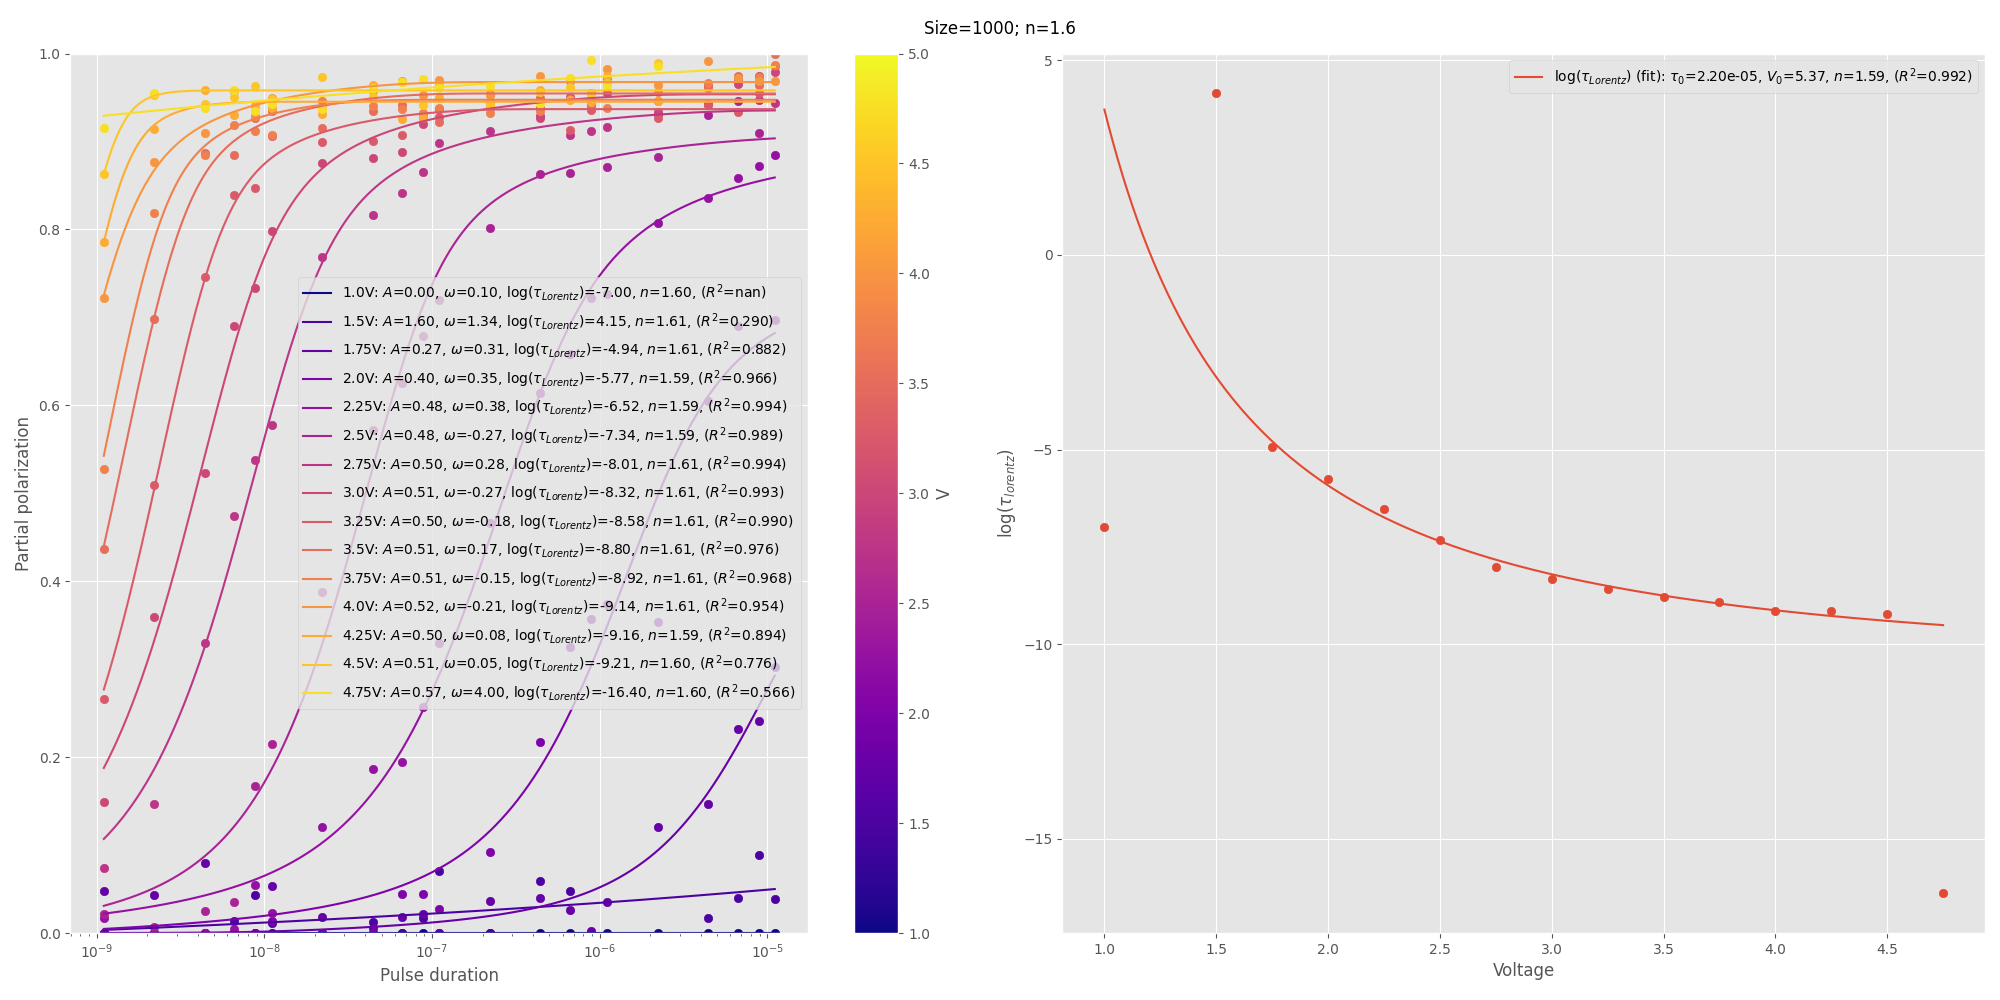 Size=1000; n=1.6
1.0
0.8
0.6
0.4
0.2
0.0
Partial polarization
10⁻⁹
10⁻⁸
10⁻⁷
10⁻⁶
10⁻⁵
Pulse duration
1.0V: A=0.00, ω=0.10, log(τ_Lorentz)=-7.00, n=1.60, (R²=nan)
1.5V: A=1.60, ω=1.34, log(τ_Lorentz)=4.15, n=1.61, (R²=0.290)
1.75V: A=0.27, ω=0.31, log(τ_Lorentz)=-4.94, n=1.61, (R²=0.882)
2.0V: A=0.40, ω=0.35, log(τ_Lorentz)=-5.77, n=1.59, (R²=0.966)
2.25V: A=0.48, ω=0.38, log(τ_Lorentz)=-6.52, n=1.59, (R²=0.994)
2.5V: A=0.48, ω=-0.27, log(τ_Lorentz)=-7.34, n=1.59, (R²=0.989)
2.75V: A=0.50, ω=0.28, log(τ_Lorentz)=-8.01, n=1.61, (R²=0.994)
3.0V: A=0.51, ω=-0.27, log(τ_Lorentz)=-8.32, n=1.61, (R²=0.993)
3.25V: A=0.50, ω=-0.18, log(τ_Lorentz)=-8.58, n=1.61, (R²=0.990)
3.5V: A=0.51, ω=0.17, log(τ_Lorentz)=-8.80, n=1.61, (R²=0.976)
3.75V: A=0.51, ω=-0.15, log(τ_Lorentz)=-8.92, n=1.61, (R²=0.968)
4.0V: A=0.52, ω=-0.21, log(τ_Lorentz)=-9.14, n=1.61, (R²=0.954)
4.25V: A=0.50, ω=0.08, log(τ_Lorentz)=-9.16, n=1.59, (R²=0.894)
4.5V: A=0.51, ω=0.05, log(τ_Lorentz)=-9.21, n=1.60, (R²=0.776)
4.75V: A=0.57, ω=4.00, log(τ_Lorentz)=-16.40, n=1.60, (R²=0.566)
5.0
4.5
4.0
3.5
3.0
2.5
2.0
1.5
1.0
V
log(τ_Lorentz) (fit): τ₀=2.20e-05, V₀=5.37, n=1.59, (R²=0.992)
5
0
−5
−10
−15
log(τ_lorentz)
1.0
1.5
2.0
2.5
3.0
3.5
4.0
4.5
Voltage